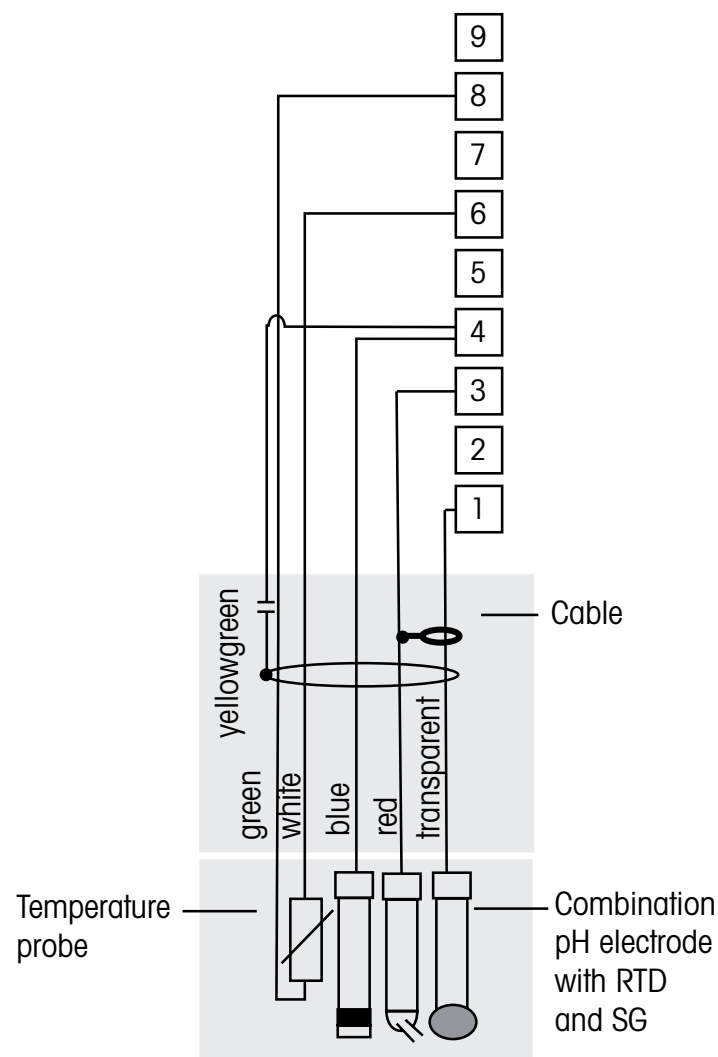 9
8
7
6
5
4
3
2
1
Cable
yellowgreen
green
white
blue
red
transparent
Temperature
probe
Combination
pH electrode
with RTD
and SG